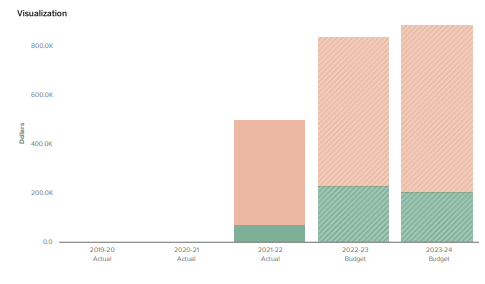 Visualization
800.0K
600.0K
400.0K
200.0K
0.0
Dollars
2019-20 2020-21 2021-22 2022-23 2023-24
Actual Actual Actual Budget Budget